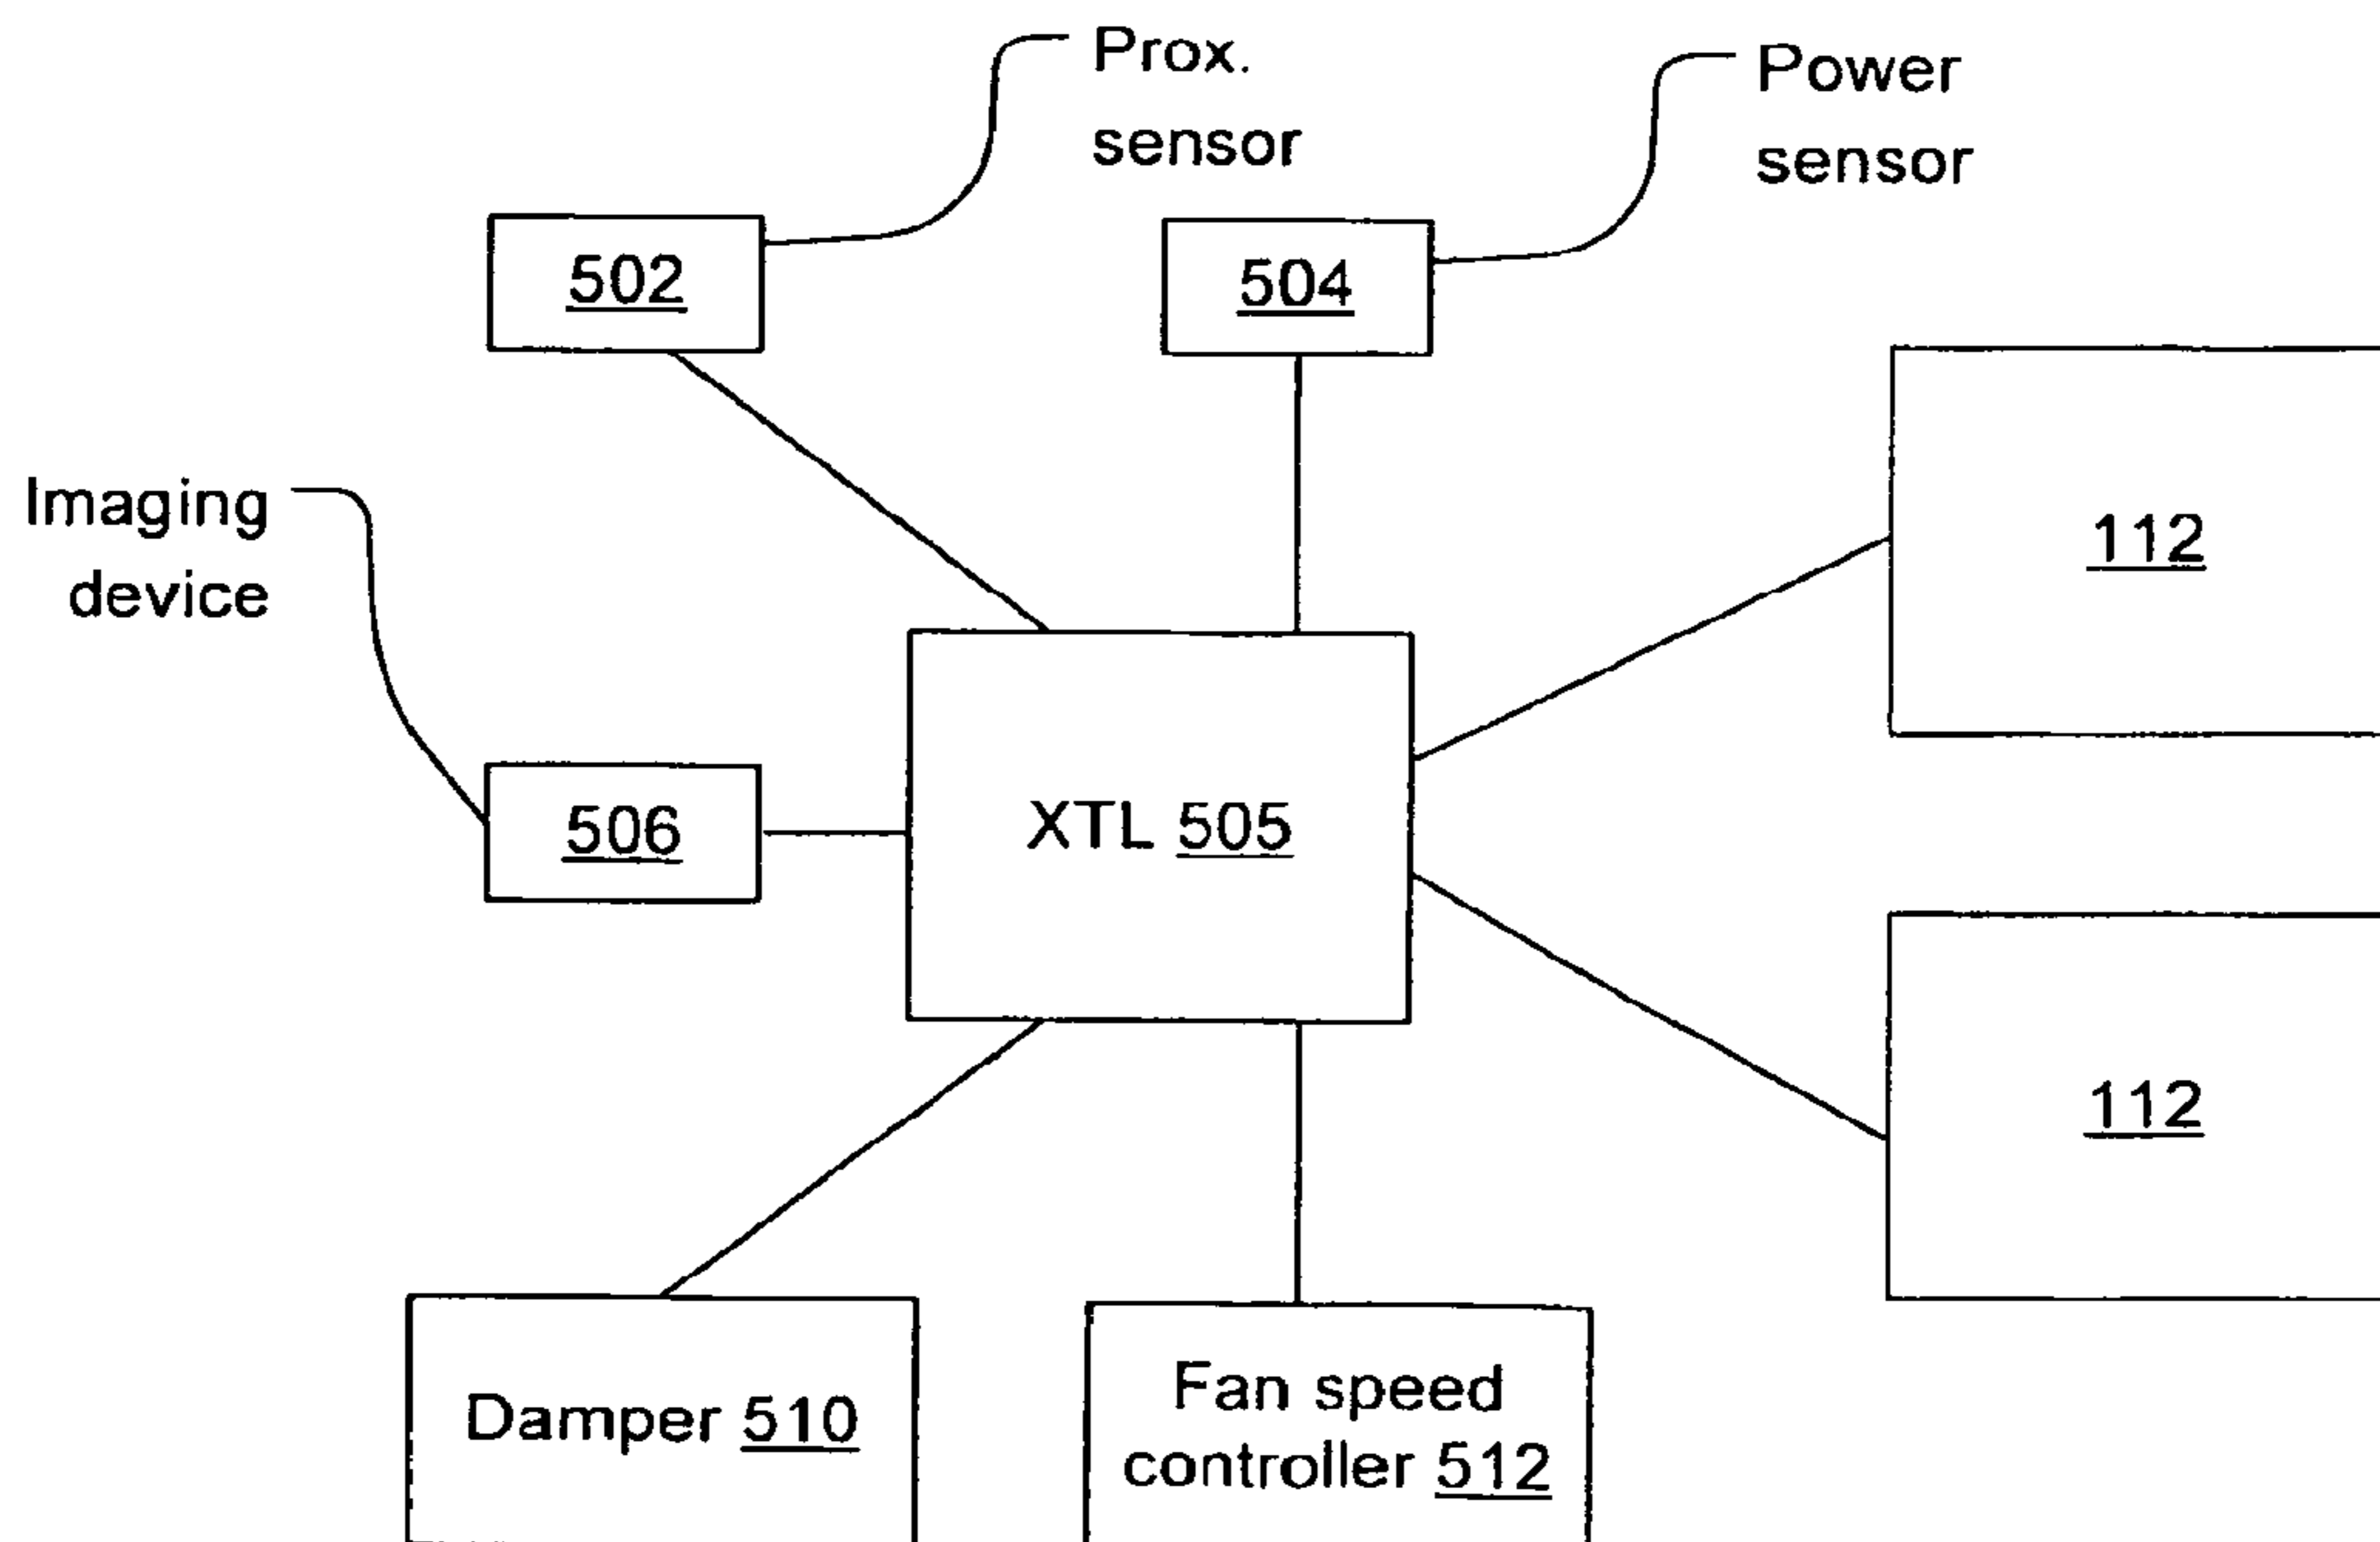 Prox.
sensor
Power
sensor
502
504
Imaging
device
112
506
XTL 505
112
Damper 510
Fan speed
controller 512